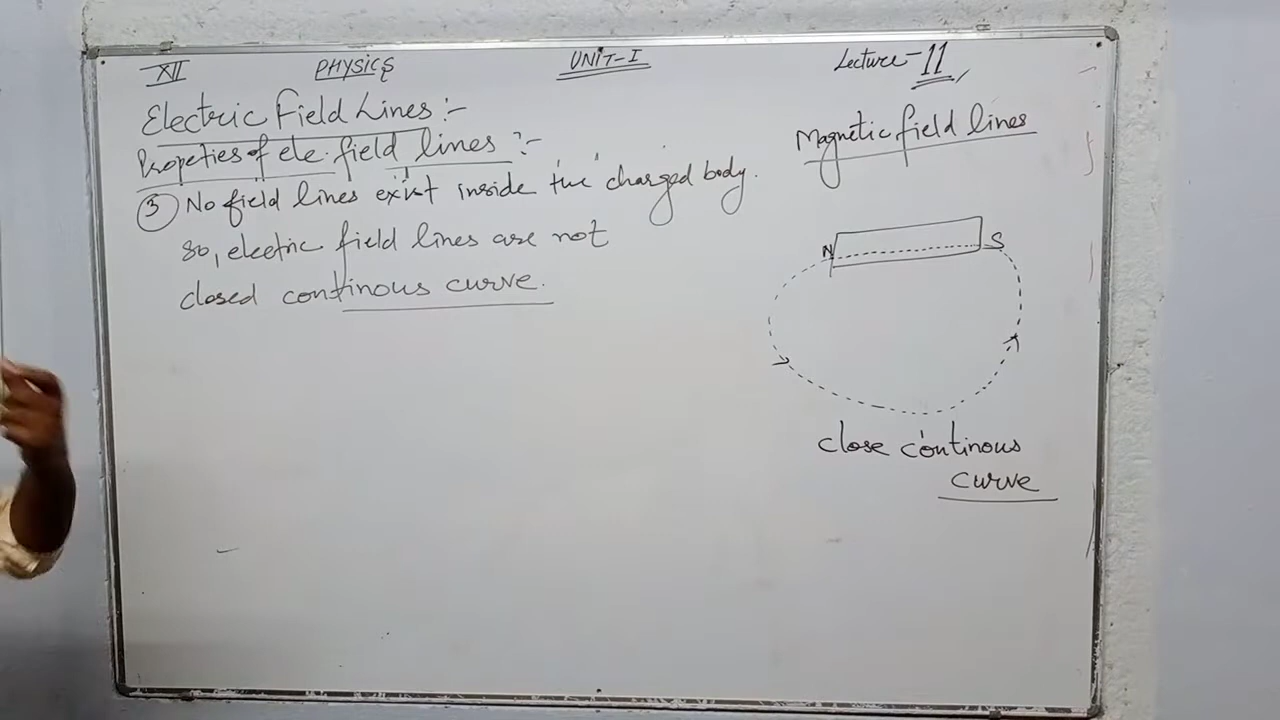 XII PHYSICS UNIT-I Lecture-11
Electric Field Lines:-
Propeties of ele. field lines :-
③ No field lines exist inside the charged body.
so, electric field lines are not
closed continous curve.
Magnetic field lines
N S
close continous
curve